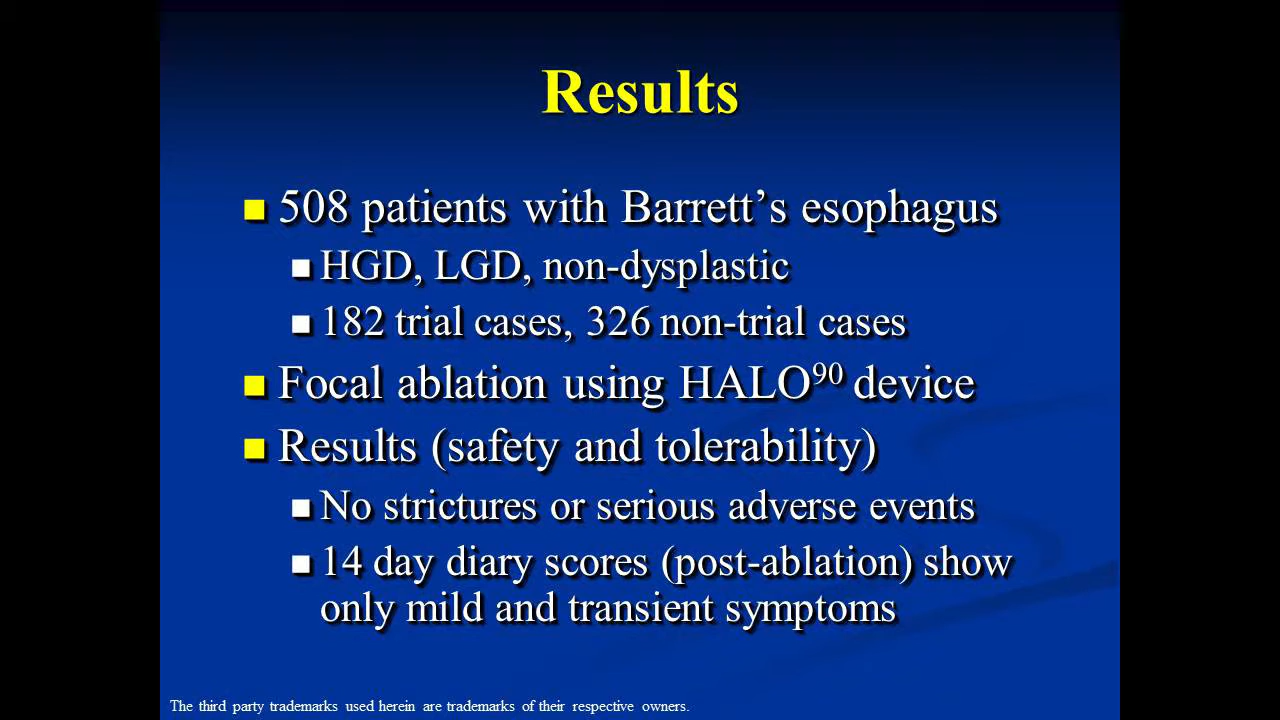 Results
508 patients with Barrett’s esophagus
HGD, LGD, non-dysplastic
182 trial cases, 326 non-trial cases
Focal ablation using HALO⁹⁰ device
Results (safety and tolerability)
No strictures or serious adverse events
14 day diary scores (post-ablation) show
only mild and transient symptoms
The third party trademarks used herein are trademarks of their respective owners.